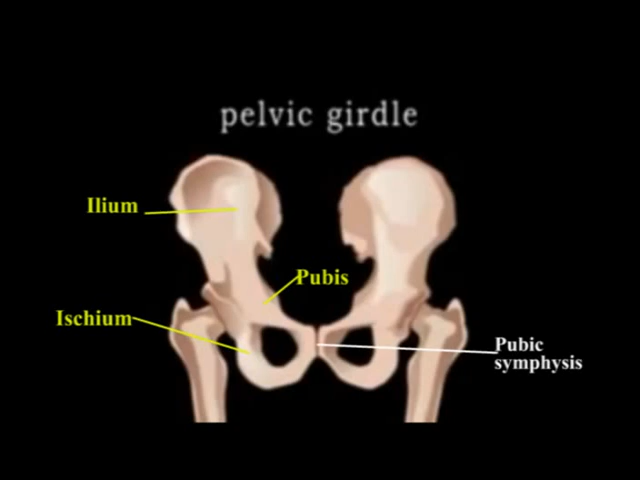 pelvic girdle
Ilium
Pubis
Ischium
Pubic
symphysis